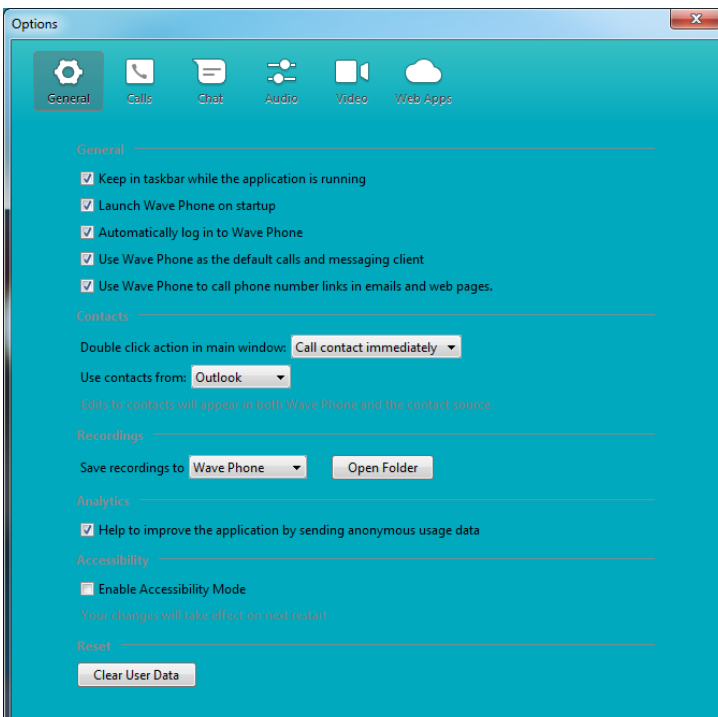 Options
General Calls Chat Audio Video Web Apps
General
Keep in taskbar while the application is running
Launch Wave Phone on startup
Automatically log in to Wave Phone
Use Wave Phone as the default calls and messaging client
Use Wave Phone to call phone number links in emails and web pages.
Contacts
Double click action in main window: Call contact immediately
Use contacts from: Outlook
Edits to contacts will appear in both Wave Phone and the contact source.
Recordings
Save recordings to Wave Phone Open Folder
Analytics
Help to improve the application by sending anonymous usage data
Accessibility
Enable Accessibility Mode
Your changes will take effect on next restart
Reset
Clear User Data